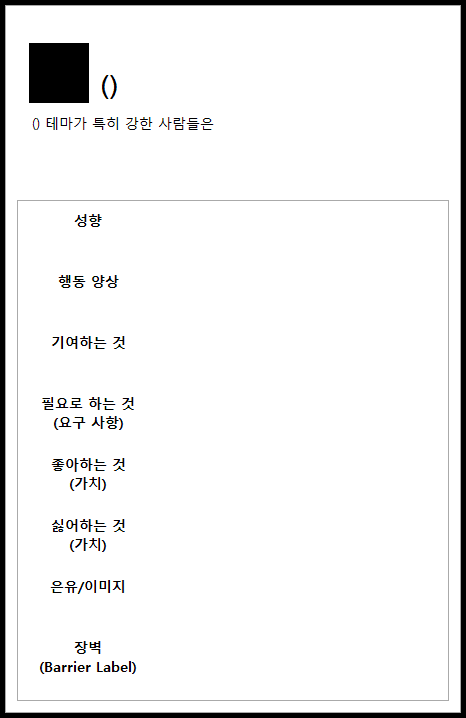 ()
() 테마가 특히 강한 사람들은
성향
행동 양상
기여하는 것
필요로 하는 것
(요구 사항)
좋아하는 것
(가치)
싫어하는 것
(가치)
은유/이미지
장벽
(Barrier Label)